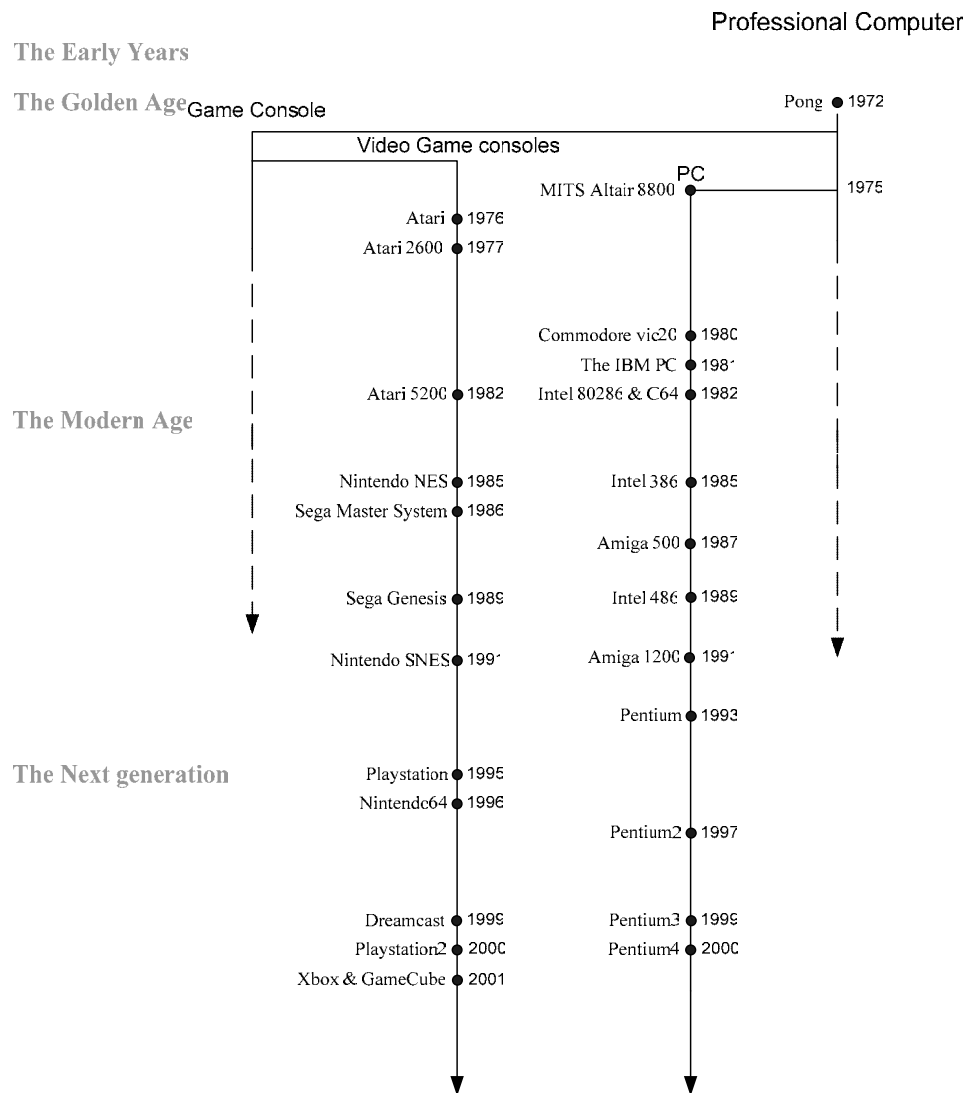 Professional Computer
The Early Years
The Golden Age
Game Console
Pong 1972
Video Game consoles
PC
MITS Altair 8800 1975
Atari 1976
Atari 2600 1977
Commodore vic20 1980
The IBM PC 1981
Atari 5200 1982 Intel 80286 & C64 1982
The Modern Age
Nintendo NES 1985 Intel 386 1985
Sega Master System 1986
Amiga 500 1987
Sega Genesis 1989 Intel 486 1989
Nintendo SNES 1991 Amiga 1200 1991
Pentium 1993
The Next generation
Playstation 1995
Nintendo64 1996
Pentium2 1997
Dreamcast 1999 Pentium3 1999
Playstation2 2000 Pentium4 2000
Xbox & GameCube 2001